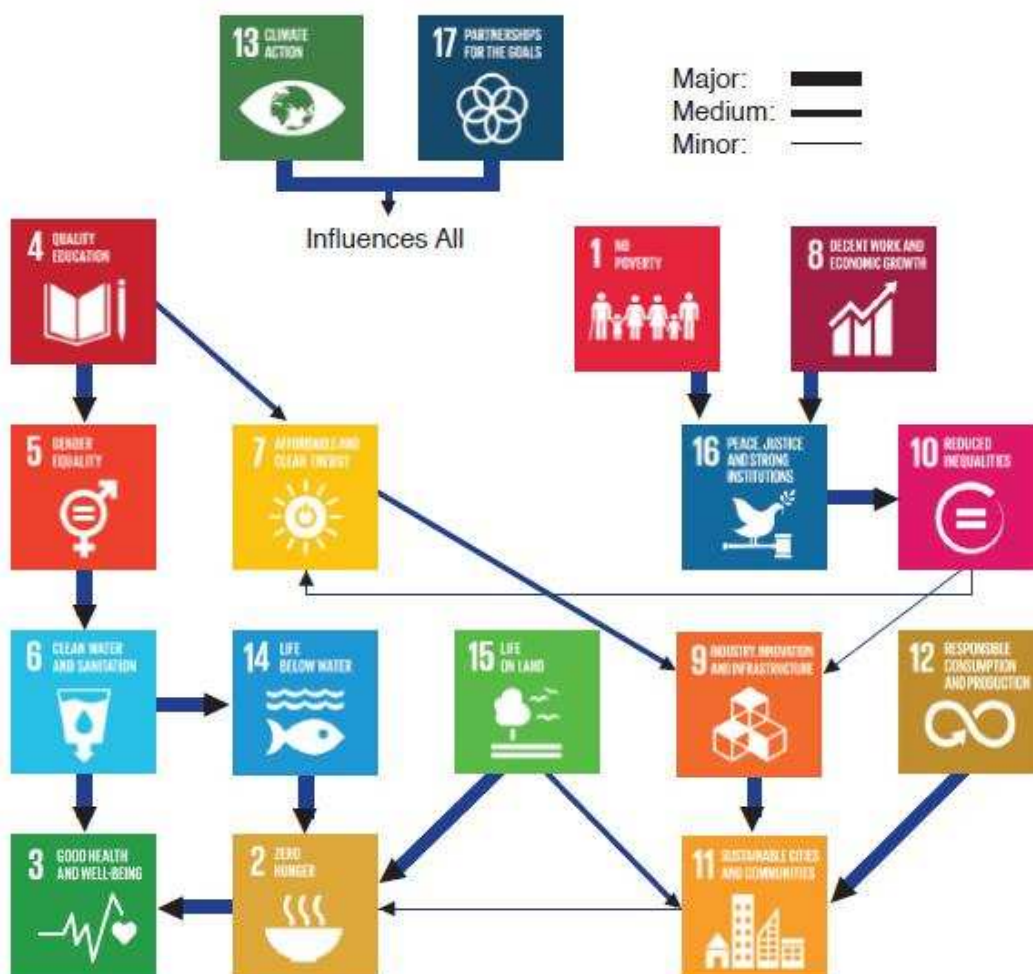 13 CLIMATE
ACTION
17 PARTNERSHIPS
FOR THE GOALS
Major:
Medium:
Minor:
Influences All
4 QUALITY
EDUCATION
1 NO
POVERTY
8 DECENT WORK AND
ECONOMIC GROWTH
5 GENDER
EQUALITY
7 AFFORDABLE AND
CLEAN ENERGY
16 PEACE, JUSTICE
AND STRONG
INSTITUTIONS
10 REDUCED
INEQUALITIES
6 CLEAN WATER
AND SANITATION
14 LIFE
BELOW WATER
15 LIFE
ON LAND
9 INDUSTRY, INNOVATION
AND INFRASTRUCTURE
12 RESPONSIBLE
CONSUMPTION
AND PRODUCTION
3 GOOD HEALTH
AND WELL-BEING
2 ZERO
HUNGER
11 SUSTAINABLE CITIES
AND COMMUNITIES